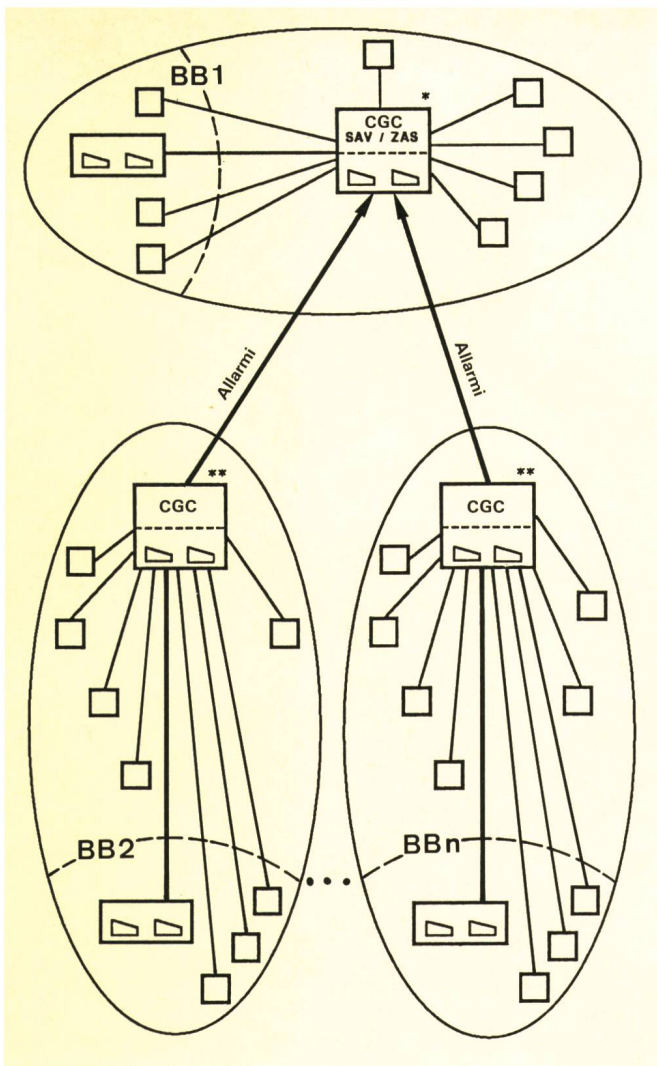 BB1
*
CGC
SAV / ZAS
Allarmi
Allarmi
**
CGC
**
CGC
BB2
BBn